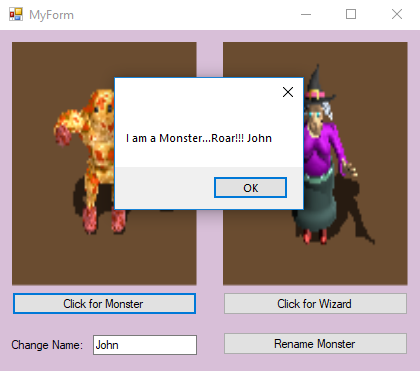 MyForm
I am a Monster...Roar!!! John
OK
Click for Monster
Click for Wizard
Change Name:
John
Rename Monster